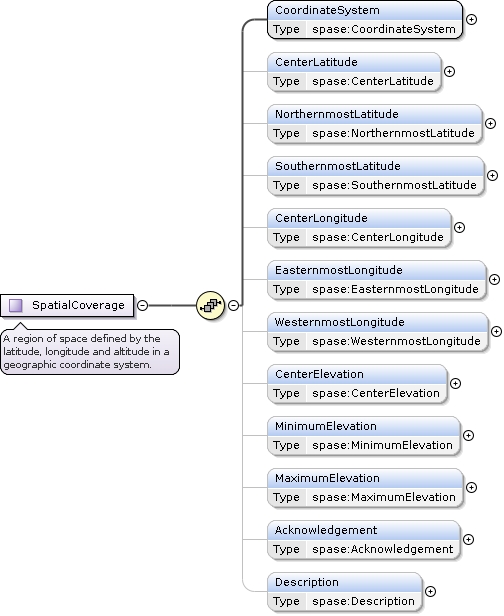 CoordinateSystem
Type spase:CoordinateSystem
CenterLatitude
Type spase:CenterLatitude
NorthernmostLatitude
Type spase:NorthernmostLatitude
SouthernmostLatitude
Type spase:SouthernmostLatitude
CenterLongitude
Type spase:CenterLongitude
EasternmostLongitude
Type spase:EasternmostLongitude
SpatialCoverage
A region of space defined by the
latitude, longitude and altitude in a
geographic coordinate system.
WesternmostLongitude
Type spase:WesternmostLongitude
CenterElevation
Type spase:CenterElevation
MinimumElevation
Type spase:MinimumElevation
MaximumElevation
Type spase:MaximumElevation
Acknowledgement
Type spase:Acknowledgement
Description
Type spase:Description